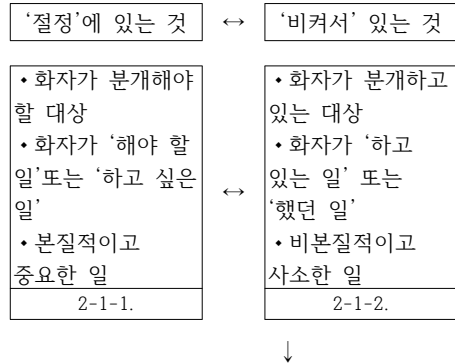 ‘절정’에 있는 것 ↔ ‘비켜서’ 있는 것
⬩화자가 분개해야
할 대상
⬩화자가 ‘해야 할
일’또는 ‘하고 싶은
일’
⬩본질적이고
중요한 일
2-1-1.
↔
⬩화자가 분개하고
있는 대상
⬩화자가 ‘하고
있는 일’ 또는
‘했던 일’
⬩비본질적이고
사소한 일
2-1-2.
↓